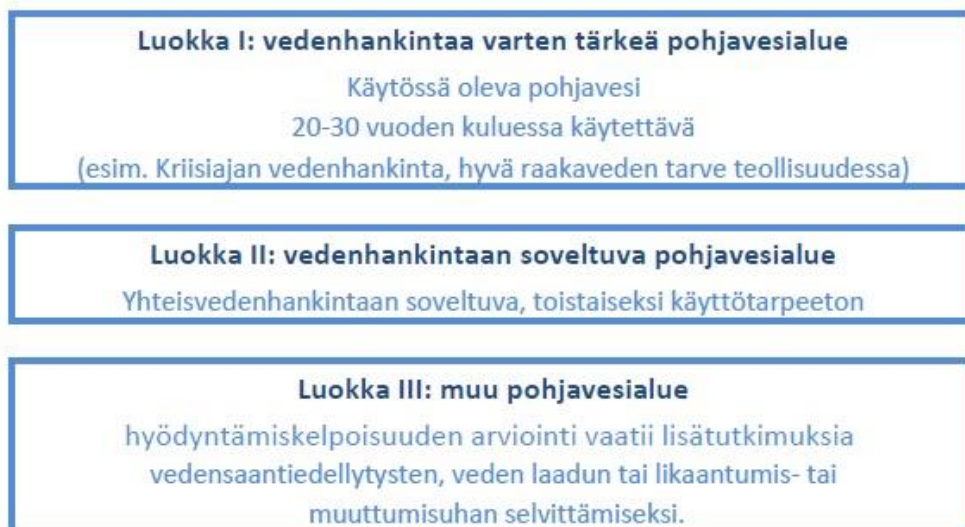 Luokka I: vedenhankintaa varten tärkeä pohjavesialue
Käytössä oleva pohjavesi
20-30 vuoden kuluessa käytettävä
(esim. Kriisiajan vedenhankinta, hyvä raakaveden tarve teollisuudessa)
Luokka II: vedenhankintaan soveltuva pohjavesialue
Yhteisvedenhankintaan soveltuva, toistaiseksi käyttötarpeeton
Luokka III: muu pohjavesialue
hyödyntämiskelpoisuuden arviointi vaatii lisätutkimuksia
vedensaantiedellytysten, veden laadun tai likaantumis- tai
muuttumisuhan selvittämiseksi.